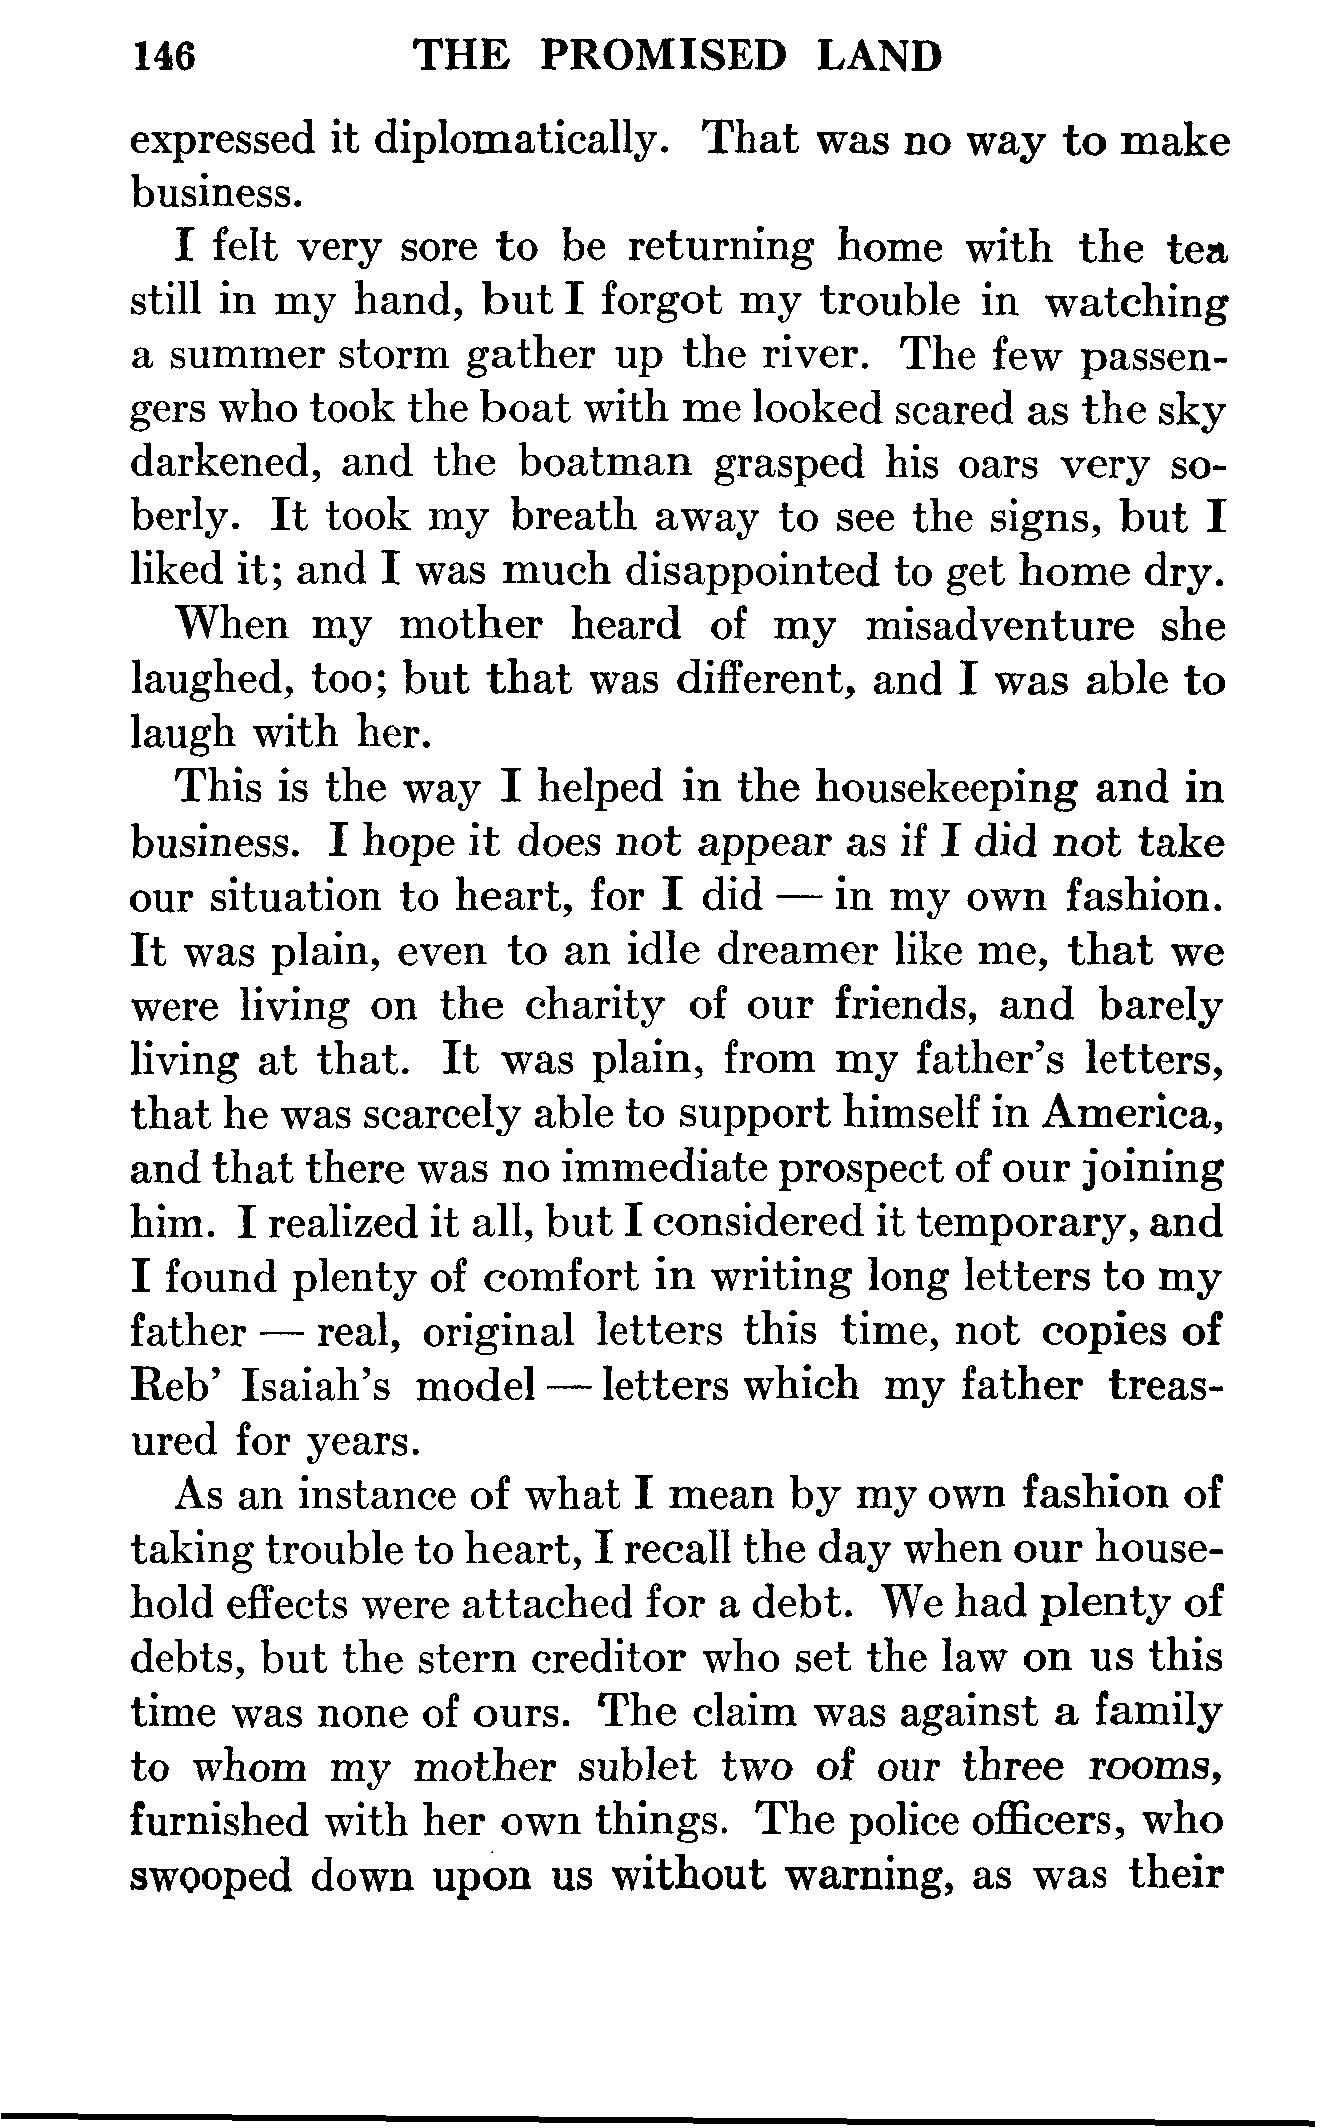 146 THE PROMISED LAND
expressed it diplomatically. That was no way to make
business.
I felt very sore to be returning home with the tea
still in my hand, but I forgot my trouble in watching
a summer storm gather up the river. The few passen-
gers who took the boat with me looked scared as the sky
darkened, and the boatman grasped his oars very so-
berly. It took my breath away to see the signs, but I
liked it; and I was much disappointed to get home dry.
When my mother heard of my misadventure she
laughed, too; but that was different, and I was able to
laugh with her.
This is the way I helped in the housekeeping and in
business. I hope it does not appear as if I did not take
our situation to heart, for I did — in my own fashion.
It was plain, even to an idle dreamer like me, that we
were living on the charity of our friends, and barely
living at that. It was plain, from my father's letters,
that he was scarcely able to support himself in America,
and that there was no immediate prospect of our joining
him. I realized it all, but I considered it temporary, and
I found plenty of comfort in writing long letters to my
father — real, original letters this time, not copies of
Reb' Isaiah's model — letters which my father treas-
ured for years.
As an instance of what I mean by my own fashion of
taking trouble to heart, I recall the day when our house-
hold effects were attached for a debt. We had plenty of
debts, but the stern creditor who set the law on us this
time was none of ours. The claim was against a family
to whom my mother sublet two of our three rooms,
furnished with her own things. The police officers, who
swooped down upon us without warning, as was their